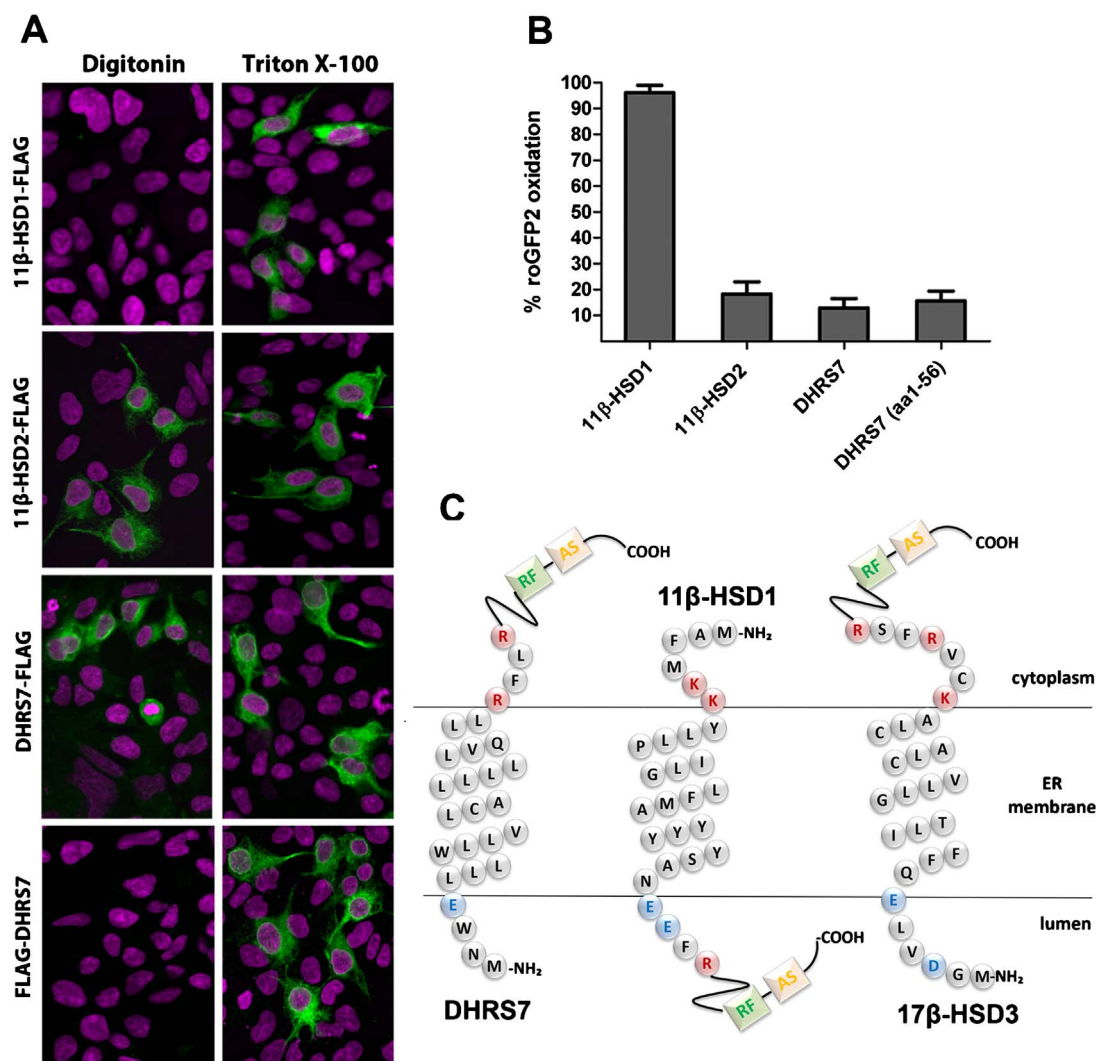 A
Digitonin
Triton X-100
11β-HSD1-FLAG
11β-HSD2-FLAG
DHRS7-FLAG
FLAG-DHRS7
B
% roGFP2 oxidation
100
90
80
70
60
50
40
30
20
10
11β-HSD1
11β-HSD2
DHRS7
DHRS7 (aa1-56)
C
COOH
AS
RF
R
L
F
R
L L
L V Q
L L L L
L C A
W L L V
L L L
E
W
N
M-NH₂
DHRS7
11β-HSD1
F A M-NH₂
M
K
K
P L L Y
G L I
A M F L
Y Y Y
N A S Y
E
E
F
R
RF
AS
-COOH
COOH
AS
RF
R S F R
V
C
K
C L A
C L A
G L L V
I L T
Q F F
E
L
V
D
G
M-NH₂
17β-HSD3
cytoplasm
ER
membrane
lumen